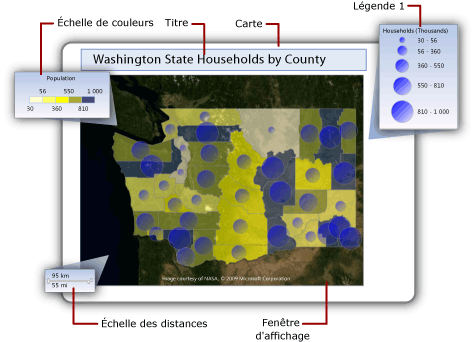 Légende 1
Échelle de couleurs
Titre
Carte
Washington State Households by County
Households (Thousands)
30 - 56
56 - 360
360 - 550
550 - 810
810 - 1 000
Population
56 550 1 000
30 360 810
95 km
55 mi
Image courtesy of NASA, © 2009 Microsoft Corporation
Échelle des distances
Fenêtre
d'affichage